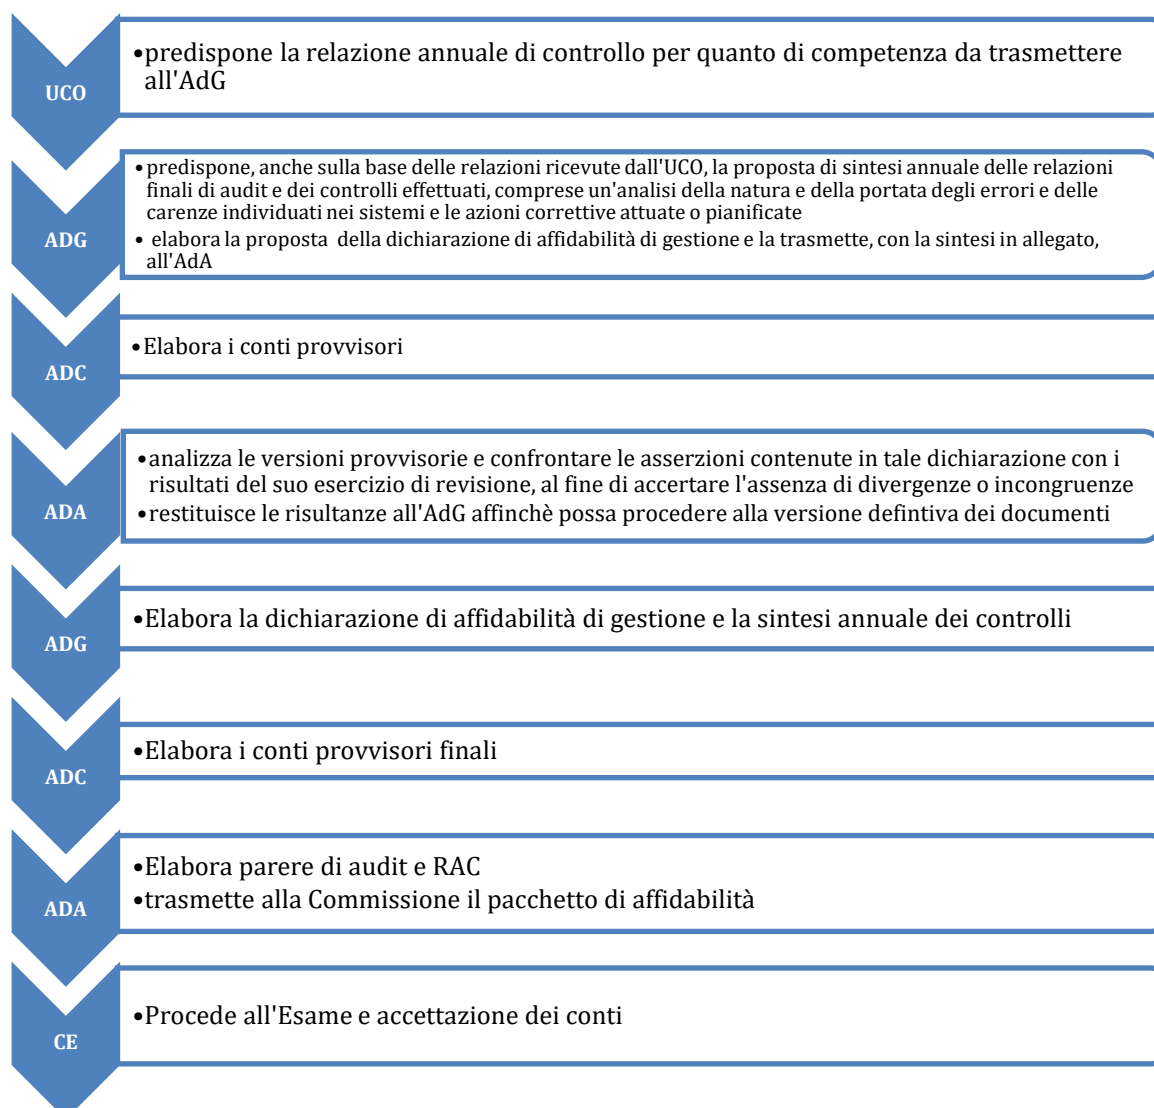 UCO
•predispone la relazione annuale di controllo per quanto di competenza da trasmettere
all'AdG
ADG
•predispone, anche sulla base delle relazioni ricevute dall'UCO, la proposta di sintesi annuale delle relazioni
finali di audit e dei controlli effettuati, comprese un'analisi della natura e della portata degli errori e delle
carenze individuati nei sistemi e le azioni correttive attuate o pianificate
• elabora la proposta della dichiarazione di affidabilità di gestione e la trasmette, con la sintesi in allegato,
all'AdA
ADC
•Elabora i conti provvisori
ADA
•analizza le versioni provvisorie e confrontare le asserzioni contenute in tale dichiarazione con i
risultati del suo esercizio di revisione, al fine di accertare l'assenza di divergenze o incongruenze
•restituisce le risultanze all'AdG affinchè possa procedere alla versione defintiva dei documenti
ADG
•Elabora la dichiarazione di affidabilità di gestione e la sintesi annuale dei controlli
ADC
•Elabora i conti provvisori finali
ADA
•Elabora parere di audit e RAC
•trasmette alla Commissione il pacchetto di affidabilità
CE
•Procede all'Esame e accettazione dei conti